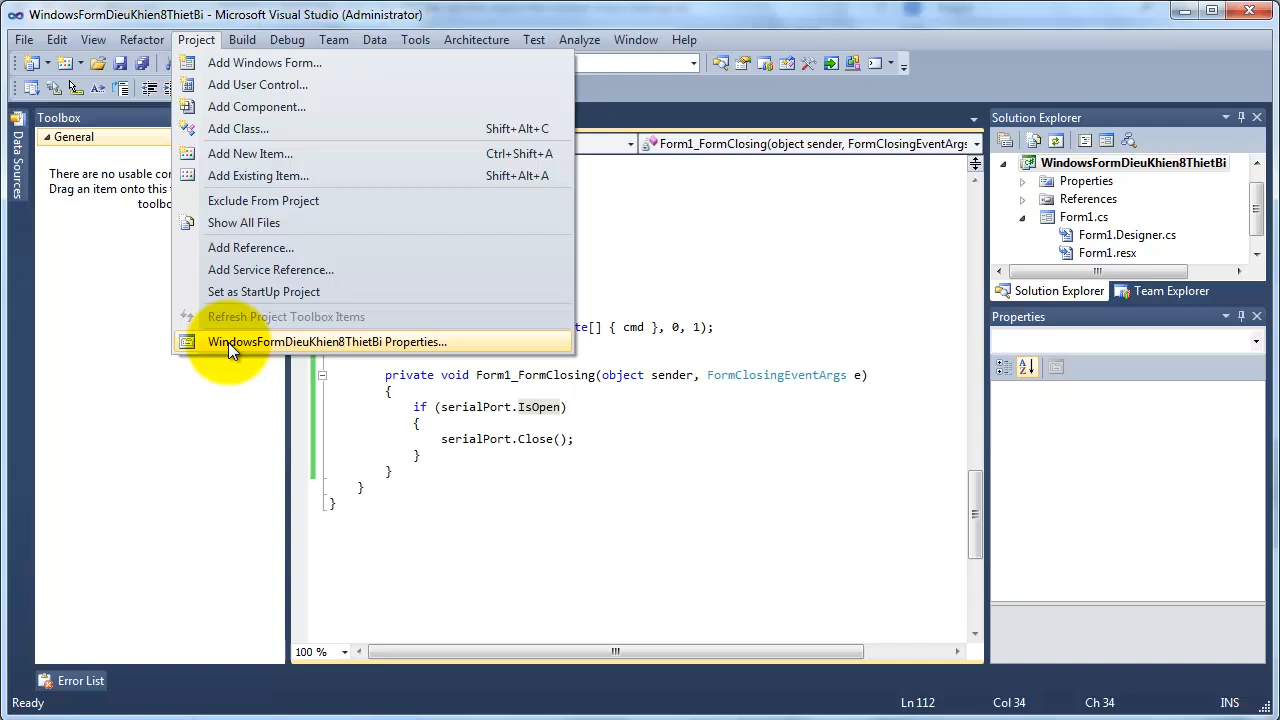 WindowsFormDieuKhien8ThietBi - Microsoft Visual Studio (Administrator)
File Edit View Refactor Project Build Debug Team Data Tools Architecture Test Analyze Window Help
Toolbox
General
There are no usable con
Drag an item onto this t
toolbo
Data Sources
Add Windows Form...
Add User Control...
Add Component...
Add Class... Shift+Alt+C
Add New Item... Ctrl+Shift+A
Add Existing Item... Shift+Alt+A
Exclude From Project
Show All Files
Add Reference...
Add Service Reference...
Set as StartUp Project
Refresh Project Toolbox Items
WindowsFormDieuKhien8ThietBi Properties...
Form1_FormClosing(object sender, FormClosingEventArgs
te[] { cmd }, 0, 1);
private void Form1_FormClosing(object sender, FormClosingEventArgs e)
{
if (serialPort.IsOpen)
{
serialPort.Close();
}
}
}
}
100 %
Solution Explorer
WindowsFormDieuKhien8ThietBi
Properties
References
Form1.cs
Form1.Designer.cs
Form1.resx
Solution Explorer Team Explorer
Properties
Error List
Ready Ln 112 Col 34 Ch 34 INS